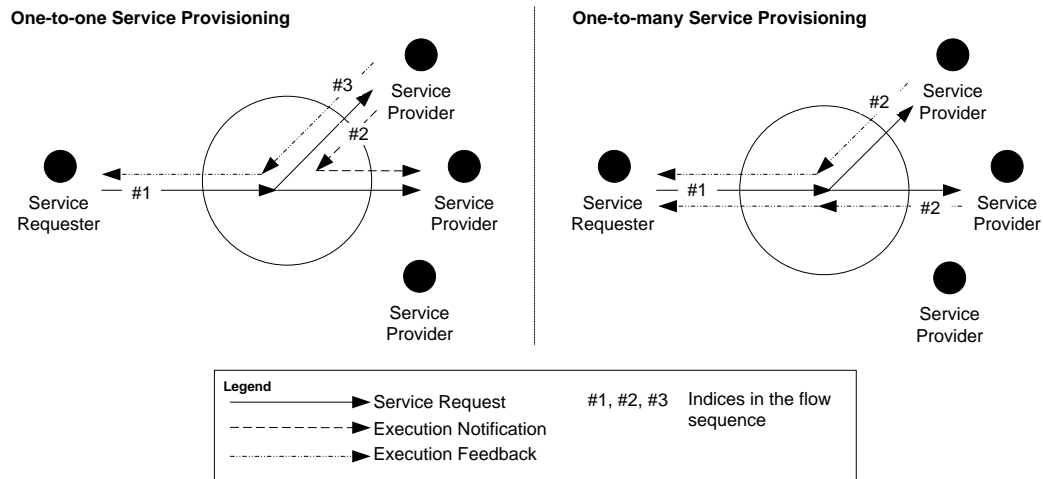 One-to-one Service Provisioning
One-to-many Service Provisioning
#3
Service
Provider
#2
#1
Service
Requester
Service
Provider
Service
Provider
#2
Service
Provider
#1
Service
Requester
#2
Service
Provider
Service
Provider
Legend
Service Request
Execution Notification
Execution Feedback
#1, #2, #3 Indices in the flow
sequence